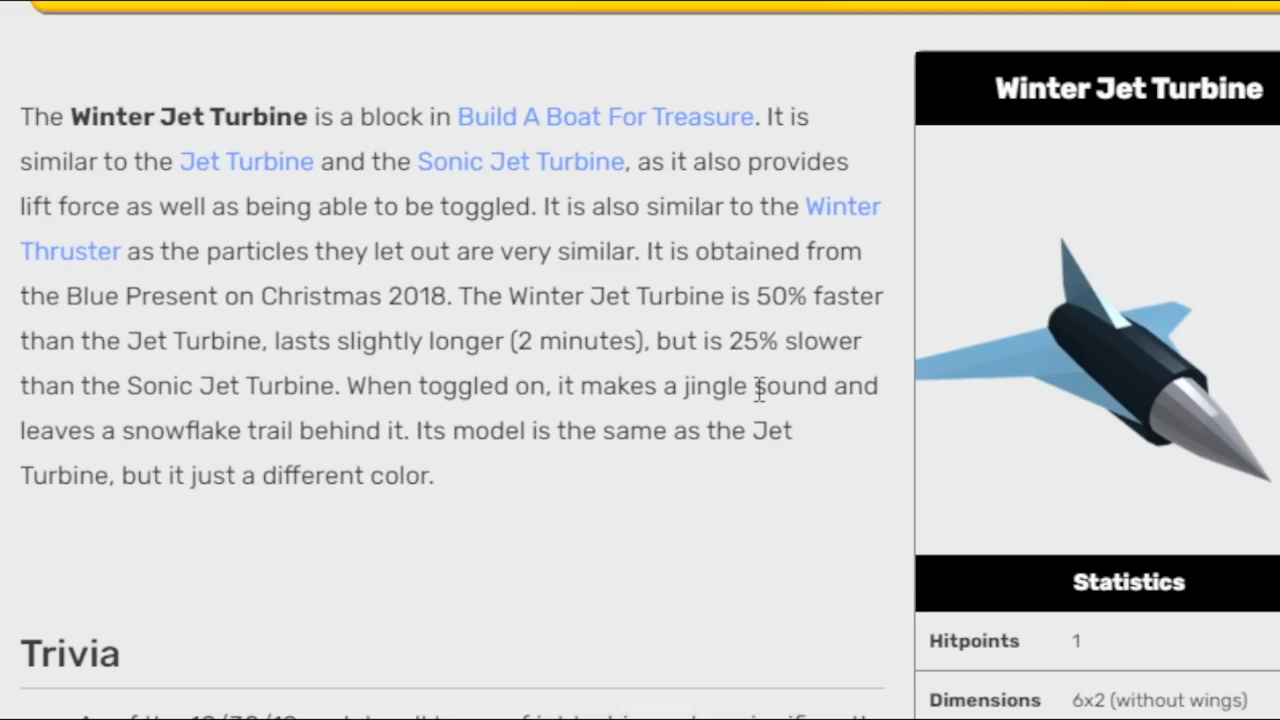 Winter Jet Turbine
The Winter Jet Turbine is a block in Build A Boat For Treasure. It is
similar to the Jet Turbine and the Sonic Jet Turbine, as it also provides
lift force as well as being able to be toggled. It is also similar to the Winter
Thruster as the particles they let out are very similar. It is obtained from
the Blue Present on Christmas 2018. The Winter Jet Turbine is 50% faster
than the Jet Turbine, lasts slightly longer (2 minutes), but is 25% slower
than the Sonic Jet Turbine. When toggled on, it makes a jingle sound and
leaves a snowflake trail behind it. Its model is the same as the Jet
Turbine, but it just a different color.
Statistics
Hitpoints 1
Dimensions 6x2 (without wings)
Trivia